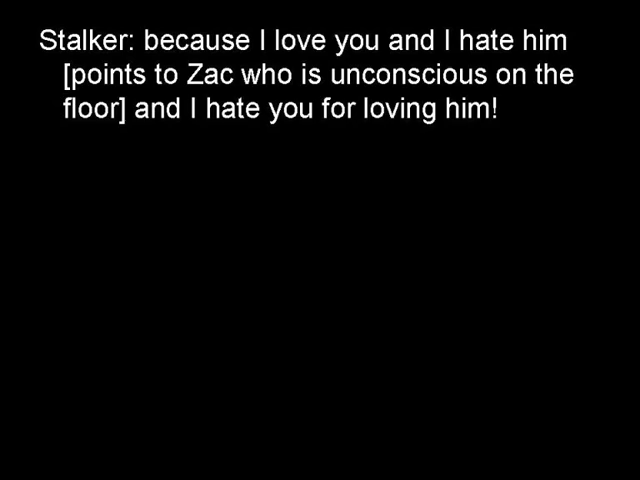 Stalker: because I love you and I hate him
[points to Zac who is unconscious on the
floor] and I hate you for loving him!